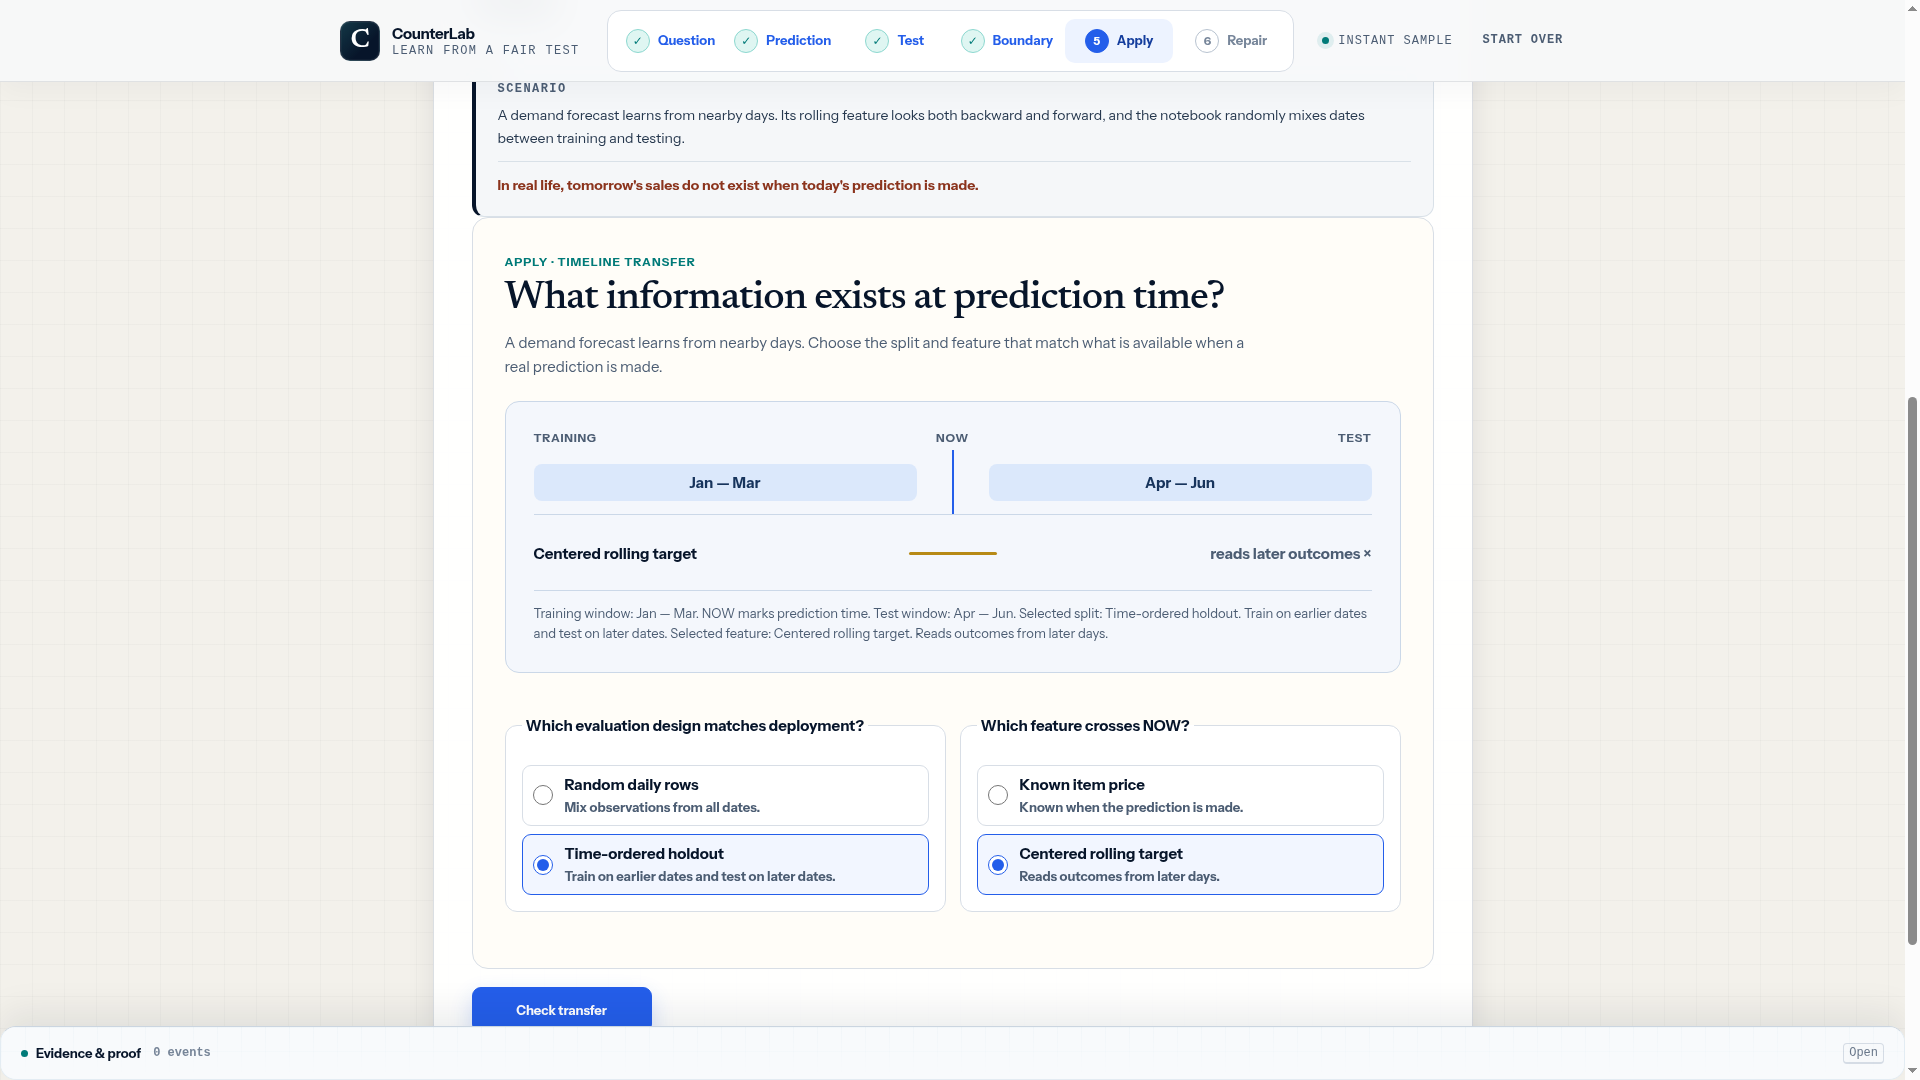 C
CounterLab
LEARN FROM A FAIR TEST
✓ Question
✓ Prediction
✓ Test
✓ Boundary
5 Apply
6 Repair
INSTANT SAMPLE
START OVER
SCENARIO
A demand forecast learns from nearby days. Its rolling feature looks both backward and forward, and the notebook randomly mixes dates
between training and testing.
In real life, tomorrow's sales do not exist when today's prediction is made.
APPLY · TIMELINE TRANSFER
What information exists at prediction time?
A demand forecast learns from nearby days. Choose the split and feature that match what is available when a
real prediction is made.
TRAINING NOW TEST
Jan — Mar Apr — Jun
Centered rolling target reads later outcomes ×
Training window: Jan — Mar. NOW marks prediction time. Test window: Apr — Jun. Selected split: Time-ordered holdout. Train on earlier dates
and test on later dates. Selected feature: Centered rolling target. Reads outcomes from later days.
Which evaluation design matches deployment?
Random daily rows
Mix observations from all dates.
Time-ordered holdout
Train on earlier dates and test on later dates.
Which feature crosses NOW?
Known item price
Known when the prediction is made.
Centered rolling target
Reads outcomes from later days.
Check transfer
Evidence & proof 0 events
Open